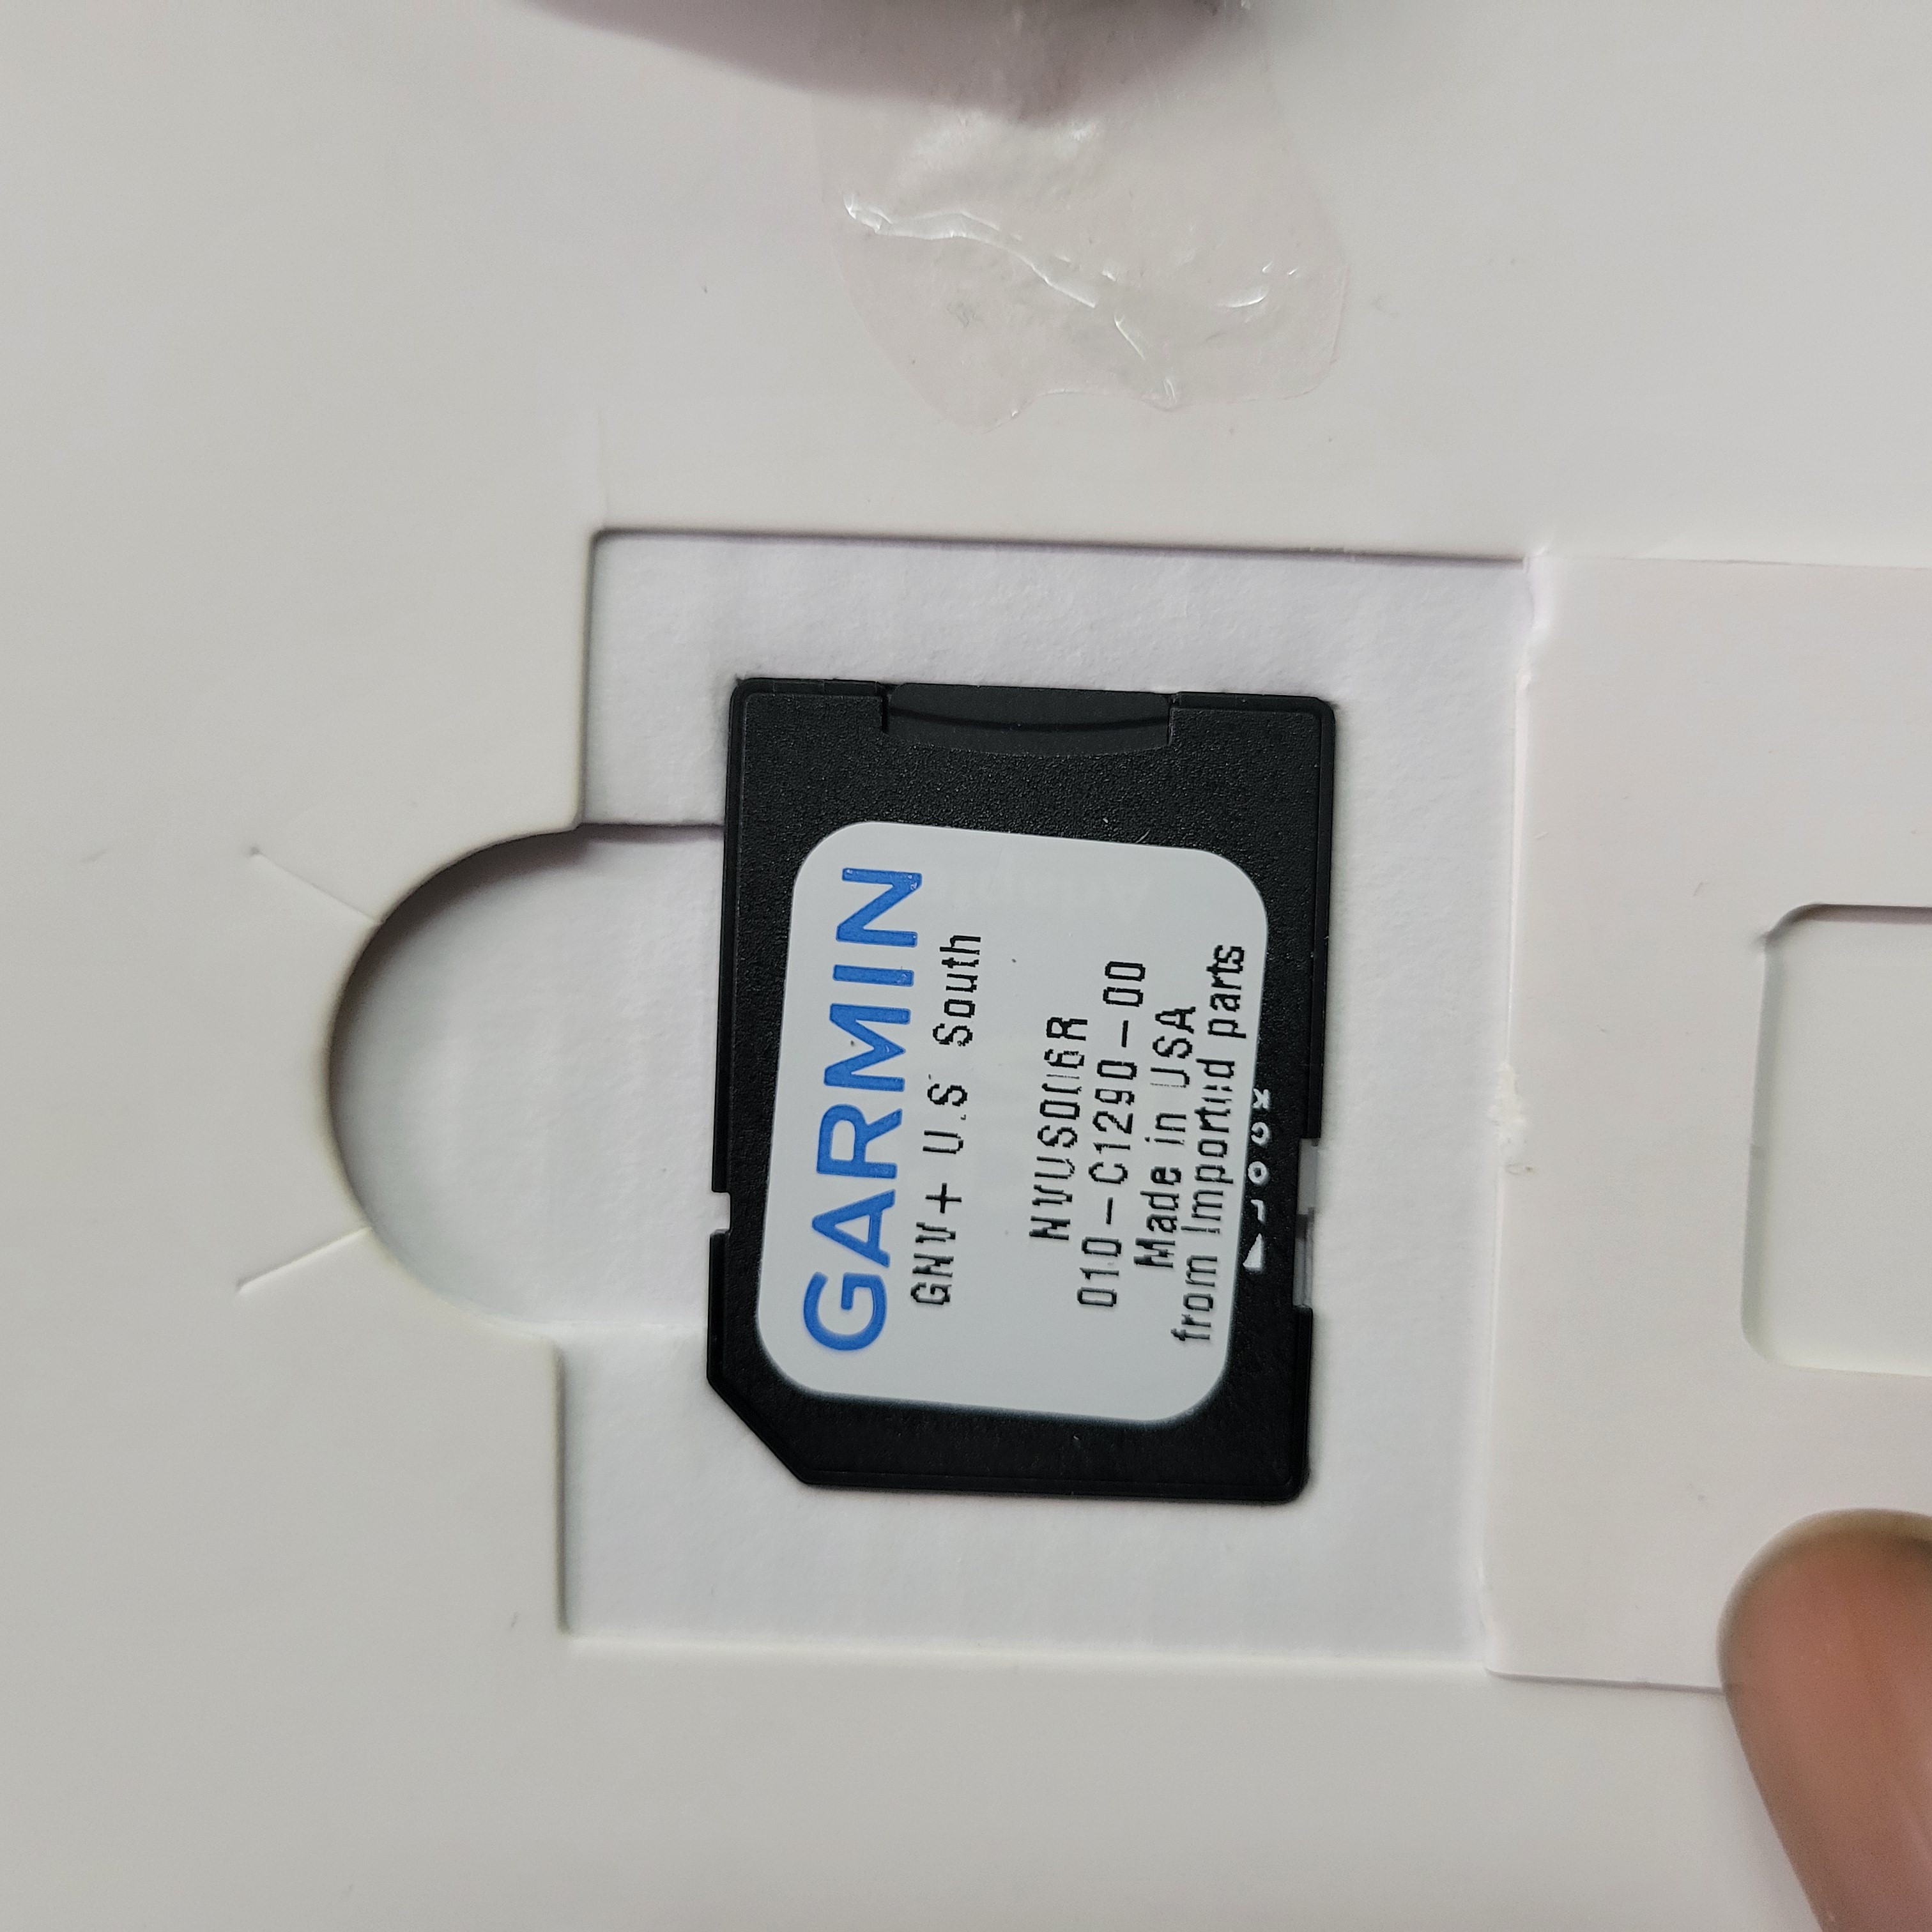 GARMIN
GNV+ U.S South
NVUS006R
010-C1290-00
Made in USA
from Imported parts